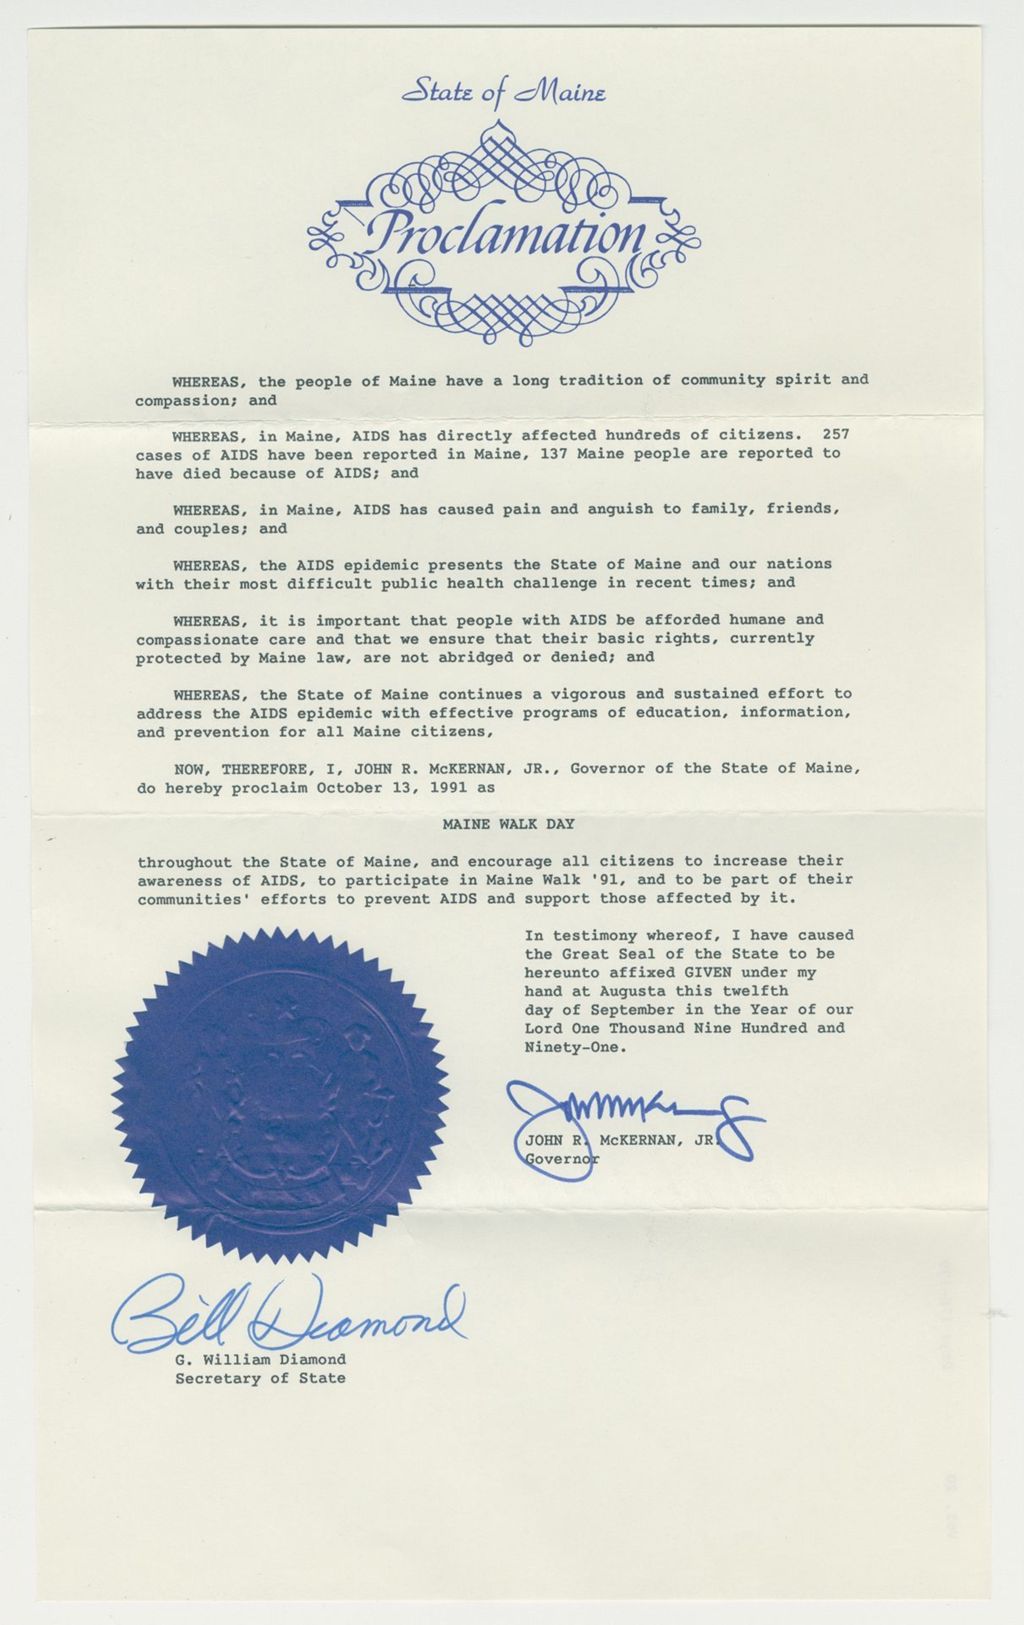 State of Maine
Proclamation
WHEREAS, the people of Maine have a long tradition of community spirit and
compassion; and
WHEREAS, in Maine, AIDS has directly affected hundreds of citizens. 257
cases of AIDS have been reported in Maine, 137 Maine people are reported to
have died because of AIDS; and
WHEREAS, in Maine, AIDS has caused pain and anguish to family, friends,
and couples; and
WHEREAS, the AIDS epidemic presents the State of Maine and our nations
with their most difficult public health challenge in recent times; and
WHEREAS, it is important that people with AIDS be afforded humane and
compassionate care and that we ensure that their basic rights, currently
protected by Maine law, are not abridged or denied; and
WHEREAS, the State of Maine continues a vigorous and sustained effort to
address the AIDS epidemic with effective programs of education, information,
and prevention for all Maine citizens,
NOW, THEREFORE, I, JOHN R. McKERNAN, JR., Governor of the State of Maine,
do hereby proclaim October 13, 1991 as
MAINE WALK DAY
throughout the State of Maine, and encourage all citizens to increase their
awareness of AIDS, to participate in Maine Walk '91, and to be part of their
communities' efforts to prevent AIDS and support those affected by it.
In testimony whereof, I have caused
the Great Seal of the State to be
hereunto affixed GIVEN under my
hand at Augusta this twelfth
day of September in the Year of our
Lord One Thousand Nine Hundred and
Ninety-One.
JOHN R. McKERNAN, JR.
Governor
Bill Diamond
G. William Diamond
Secretary of State